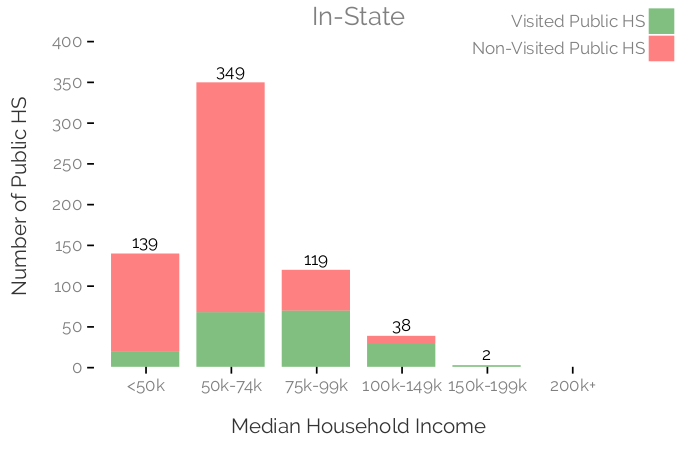 In-State
Visited Public HS
Non-Visited Public HS
Number of Public HS
400
350
300
250
200
150
100
50
0
139
349
119
38
2
<50k
50k-74k
75k-99k
100k-149k
150k-199k
200k+
Median Household Income